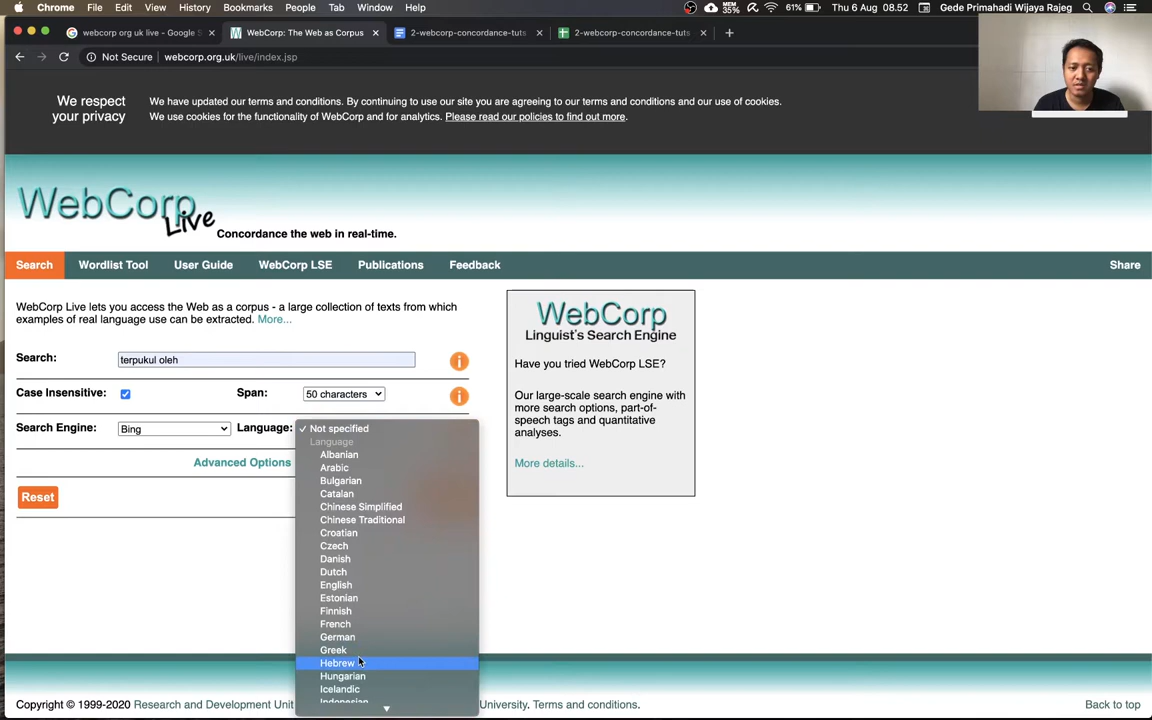 Chrome File Edit View History Bookmarks People Tab Window Help MEM 35% 61% Thu 6 Aug 08.52 Gede Primahadi Wijaya Rajeg
webcorp org uk live - Google S
WebCorp: The Web as Corpus
2-webcorp-concordance-tuts
2-webcorp-concordance-tuts
Not Secure webcorp.org.uk/live/index.jsp
We respect
your privacy
We have updated our terms and conditions. By continuing to use our site you are agreeing to our terms and conditions and our use of cookies.
We use cookies for the functionality of WebCorp and for analytics. Please read our policies to find out more.
WebCorp
Live
Concordance the web in real-time.
Search Wordlist Tool User Guide WebCorp LSE Publications Feedback Share
WebCorp Live lets you access the Web as a corpus - a large collection of texts from which
examples of real language use can be extracted. More...
Search: terpukul oleh
Case Insensitive: Span: 50 characters
Search Engine: Bing Language: Not specified
Language
Albanian
Arabic
Bulgarian
Catalan
Chinese Simplified
Chinese Traditional
Croatian
Czech
Danish
Dutch
English
Estonian
Finnish
French
German
Greek
Hebrew
Hungarian
Icelandic
Indonesian
Advanced Options
Reset
WebCorp
Linguist's Search Engine
Have you tried WebCorp LSE?
Our large-scale search engine with
more search options, part-of-
speech tags and quantitative
analyses.
More details...
Copyright © 1999-2020 Research and Development Unit University. Terms and conditions. Back to top